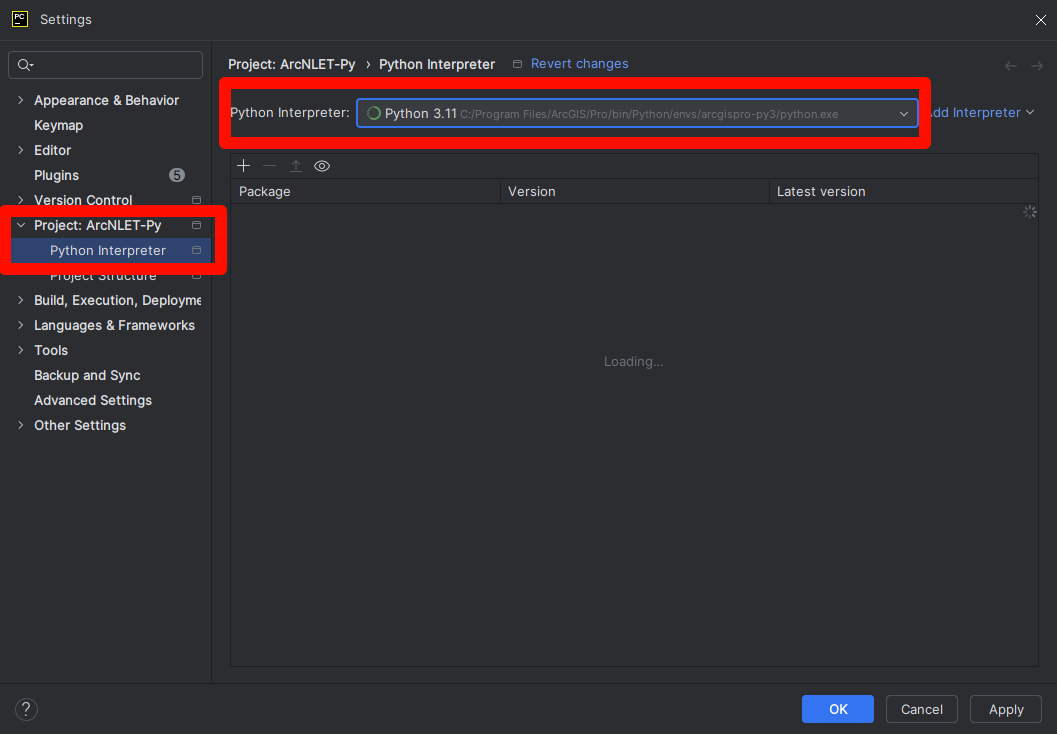 PC Settings
Project: ArcNLET-Py › Python Interpreter Revert changes
Python Interpreter: Python 3.11 C:/Program Files/ArcGIS/Pro/bin/Python/envs/arcgispro-py3/python.exe dd Interpreter
Appearance & Behavior
Keymap
Editor
Plugins 5
Version Control
Project: ArcNLET-Py
Python Interpreter
Project Structure
Build, Execution, Deployme
Languages & Frameworks
Tools
Backup and Sync
Advanced Settings
Other Settings
Package Version Latest version
Loading...
? OK Cancel Apply